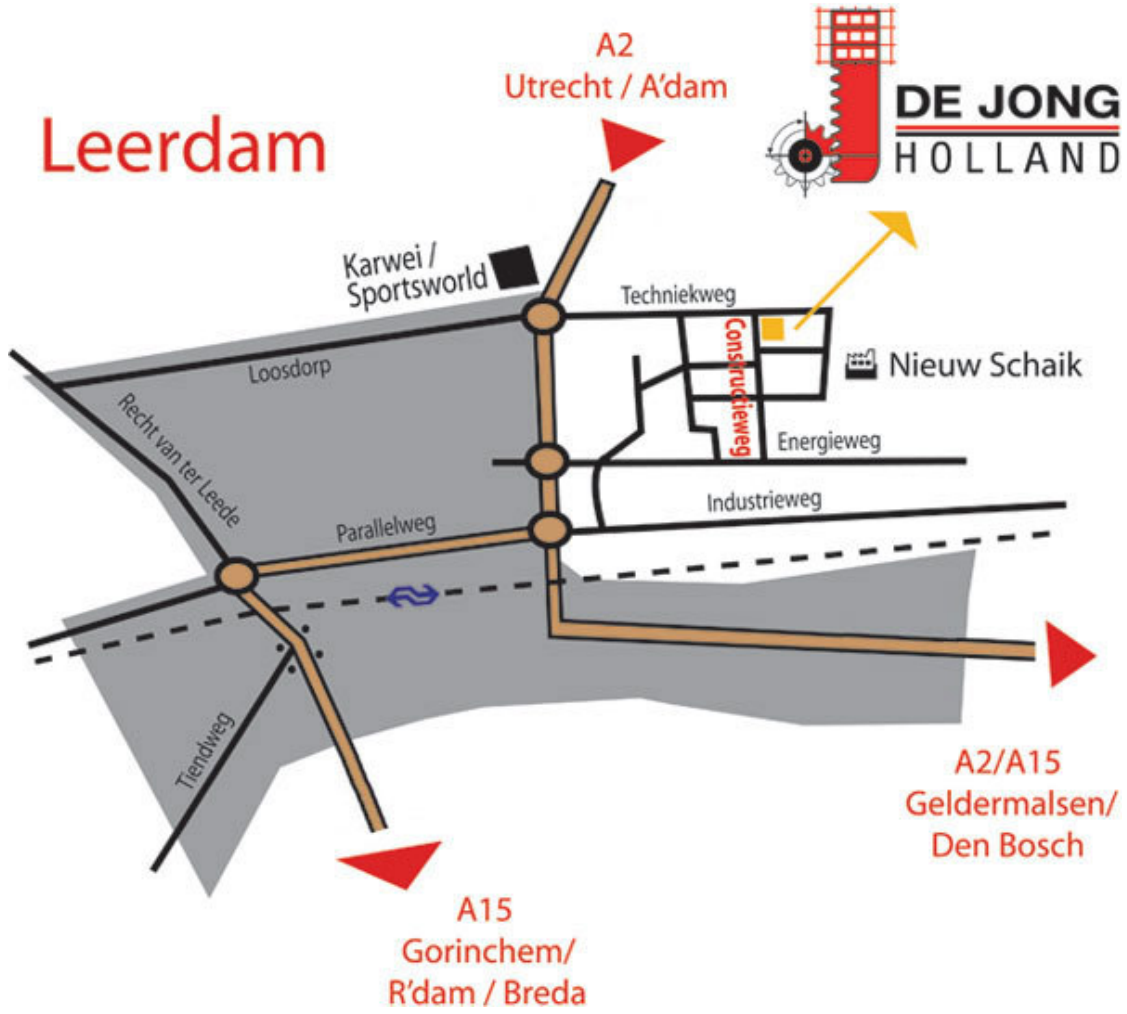 A2
Utrecht / A'dam
DE JONG
HOLLAND
Leerdam
Karwei /
Sportsworld
Techniekweg
Constructieweg
Loosdorp
Nieuw Schaik
Recht van ter Leede
Energieweg
Industrieweg
Parallelweg
Tiendweg
A2/A15
Geldermalsen/
Den Bosch
A15
Gorinchem/
R'dam / Breda